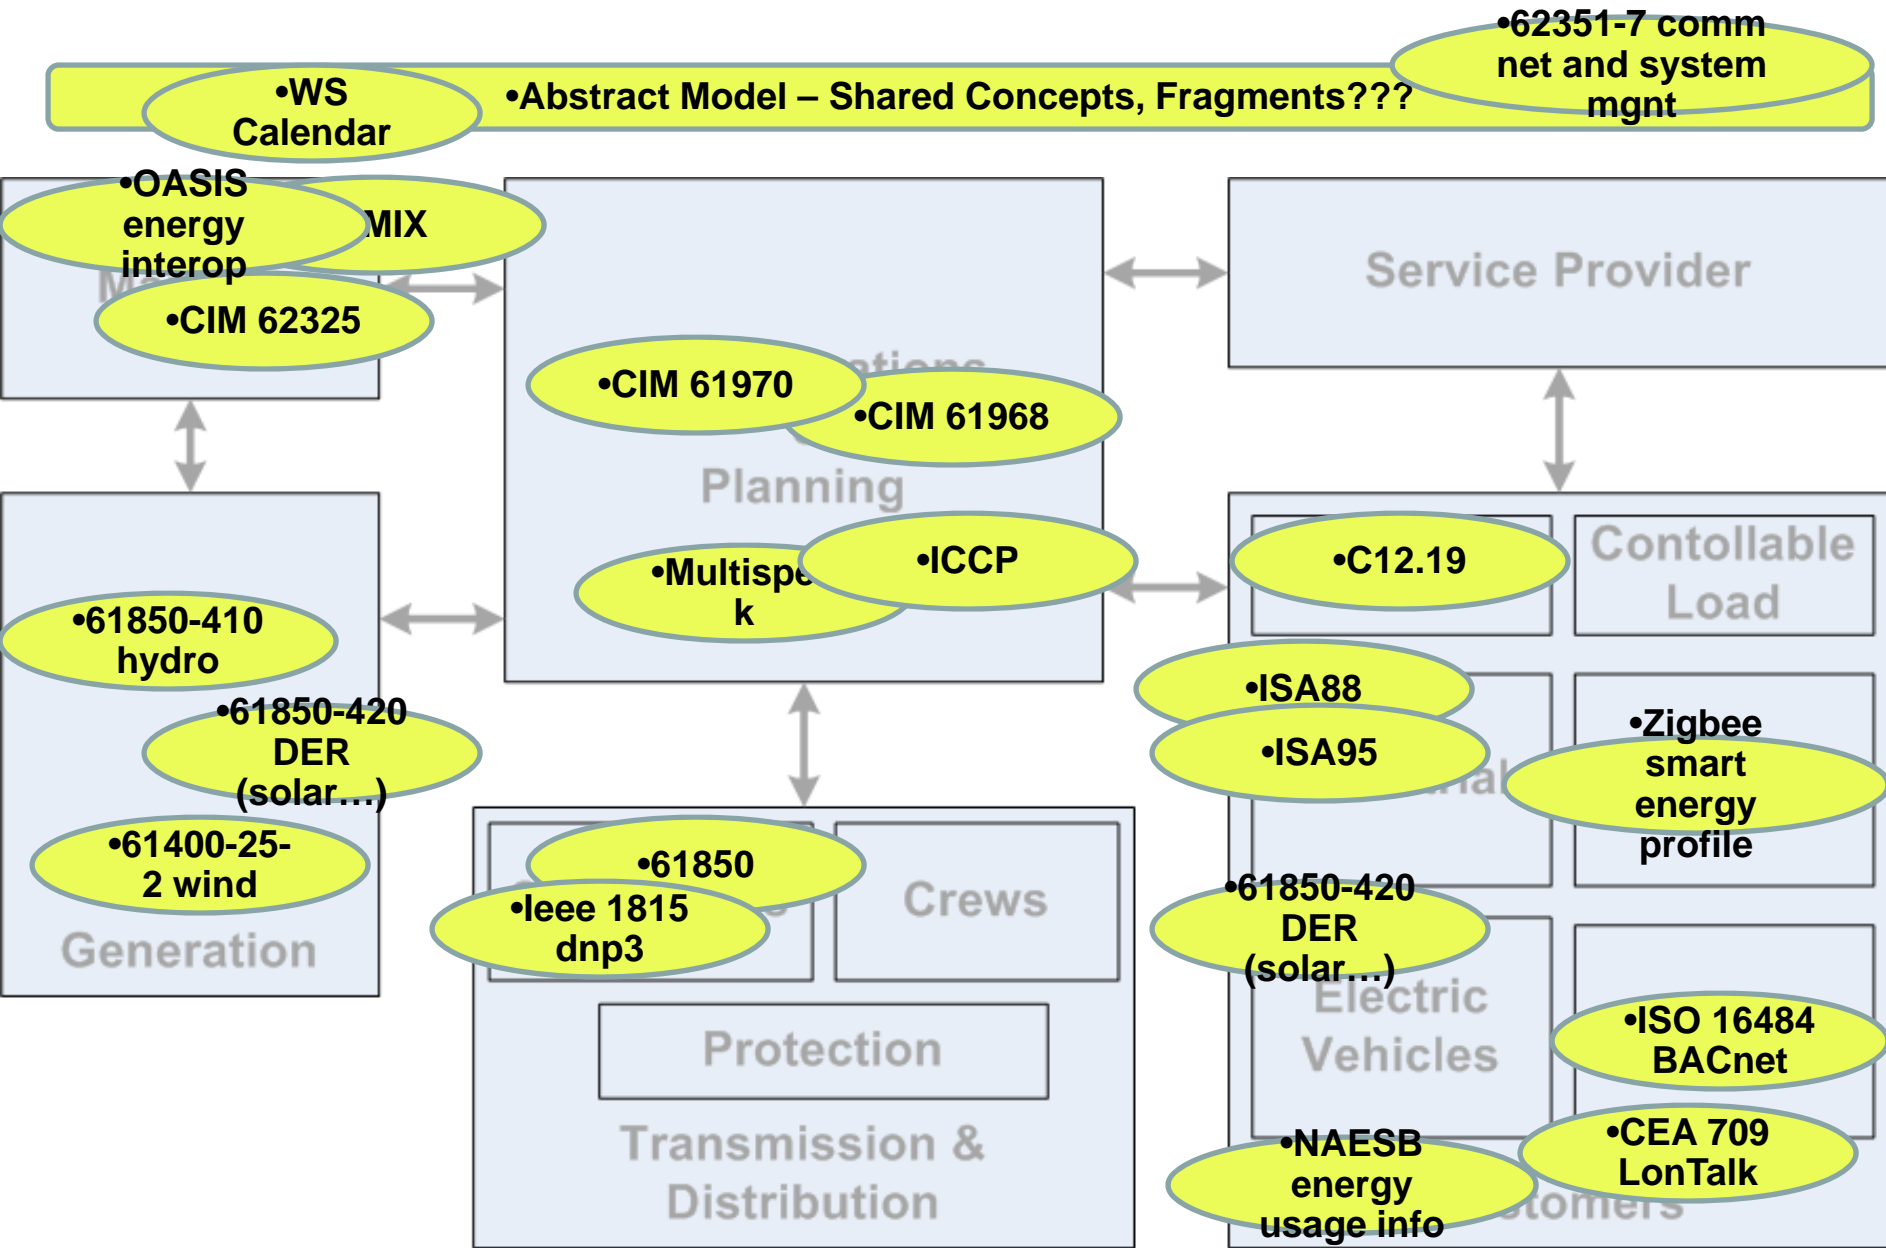 •62351-7 comm
net and system
mgnt
•WS
Calendar
•Abstract Model – Shared Concepts, Fragments???
•OASIS
energy
interop
MIX
•CIM 62325
Service Provider
•CIM 61970
•CIM 61968
Planning
•Multispe
k
•ICCP
•C12.19
Contollable
Load
•61850-410
hydro
•61850-420
DER
(solar...)
•61400-25-
2 wind
Generation
•ISA88
•ISA95
•Zigbee
smart
energy
profile
•61850
•Ieee 1815
dnp3
Crews
Protection
Transmission &
Distribution
•61850-420
DER
(solar...)
Electric
Vehicles
•ISO 16484
BACnet
•CEA 709
LonTalk
•NAESB
energy
usage info